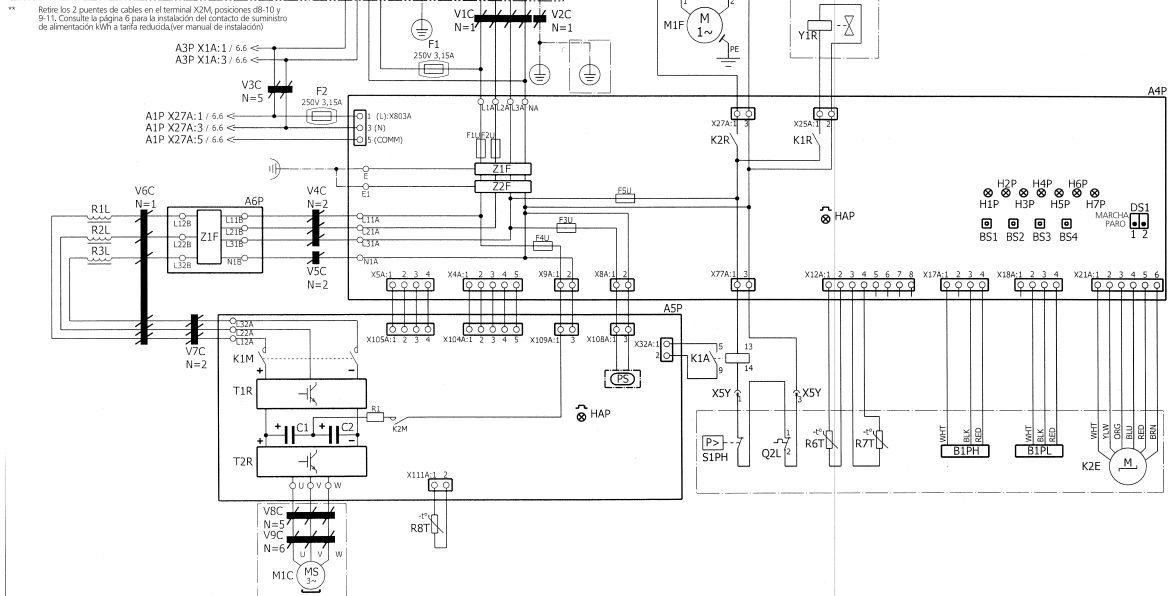 ** Retire los 2 puentes de cables en el terminal X2M, posiciones d8-10 y
9-11. Consulte la página 6 para la instalación del contacto de suministro
de alimentación kWh a tarifa reducida.(ver manual de instalación)
V1C
N=1
V2C
N=1
M1F
M
1~
1
3
PE
Y1R
A3P X1A:1 / 6.6
A3P X1A:3 / 6.6
F1
250V 3,15A
V3C
N=5
F2
250V 3,15A
A1P X27A:1 / 6.6
A1P X27A:3 / 6.6
A1P X27A:5 / 6.6
1 (L):X803A
3 (N)
5 (COMM)
L1A L2A L3A NA
F1U F2U
A4P
X27A:1 3
X25A:1 2
K2R
K1R
Z1F
Z2F
E
E1
F5U
F3U
F4U
HAP
H2P H4P H6P
H1P H3P H5P H7P
BS1 BS2 BS3 BS4
MARCHA
PARO
DS1
1 2
V6C
N=1
A6P
V4C
N=2
R1L
R2L
R3L
L12B
L22B
L32B
Z1F
L11B
L21B
L31B
N1B
L11A
L21A
L31A
N1A
V5C
N=2
X5A:1 2 3 4
X4A:1 2 3 4 5
X9A:1 2
X8A:1 2
X77A:1 3
X12A:1 2 3 4 5 6 7 8
X17A:1 2 3 4
X18A:1 2 3 4
X21A:1 2 3 4 5 6
A5P
L32A
L22A
L12A
V7C
N=2
X105A:1 2 3 4
X104A:1 2 3 4 5
X109A:1 3
X108A:1 3
X32A:1
2
K1A
5
9
13
14
K1M
+ −
PS
T1R
X5Y
1
X5Y
3
R1
K2M
HAP
+ C1
+ C2
+ −
T2R
P>
S1PH
Q2L
1
2
-t°
R6T
-t°
R7T
WHT
BLK
RED
B1PH
WHT
BLK
RED
B1PL
WHT
YLW
ORG
BLU
RED
BRN
K2E
M
U V W
X111A:1 2
-t°
R8T
V8C
N=5
V9C
N=6
U V W
M1C
MS
3~